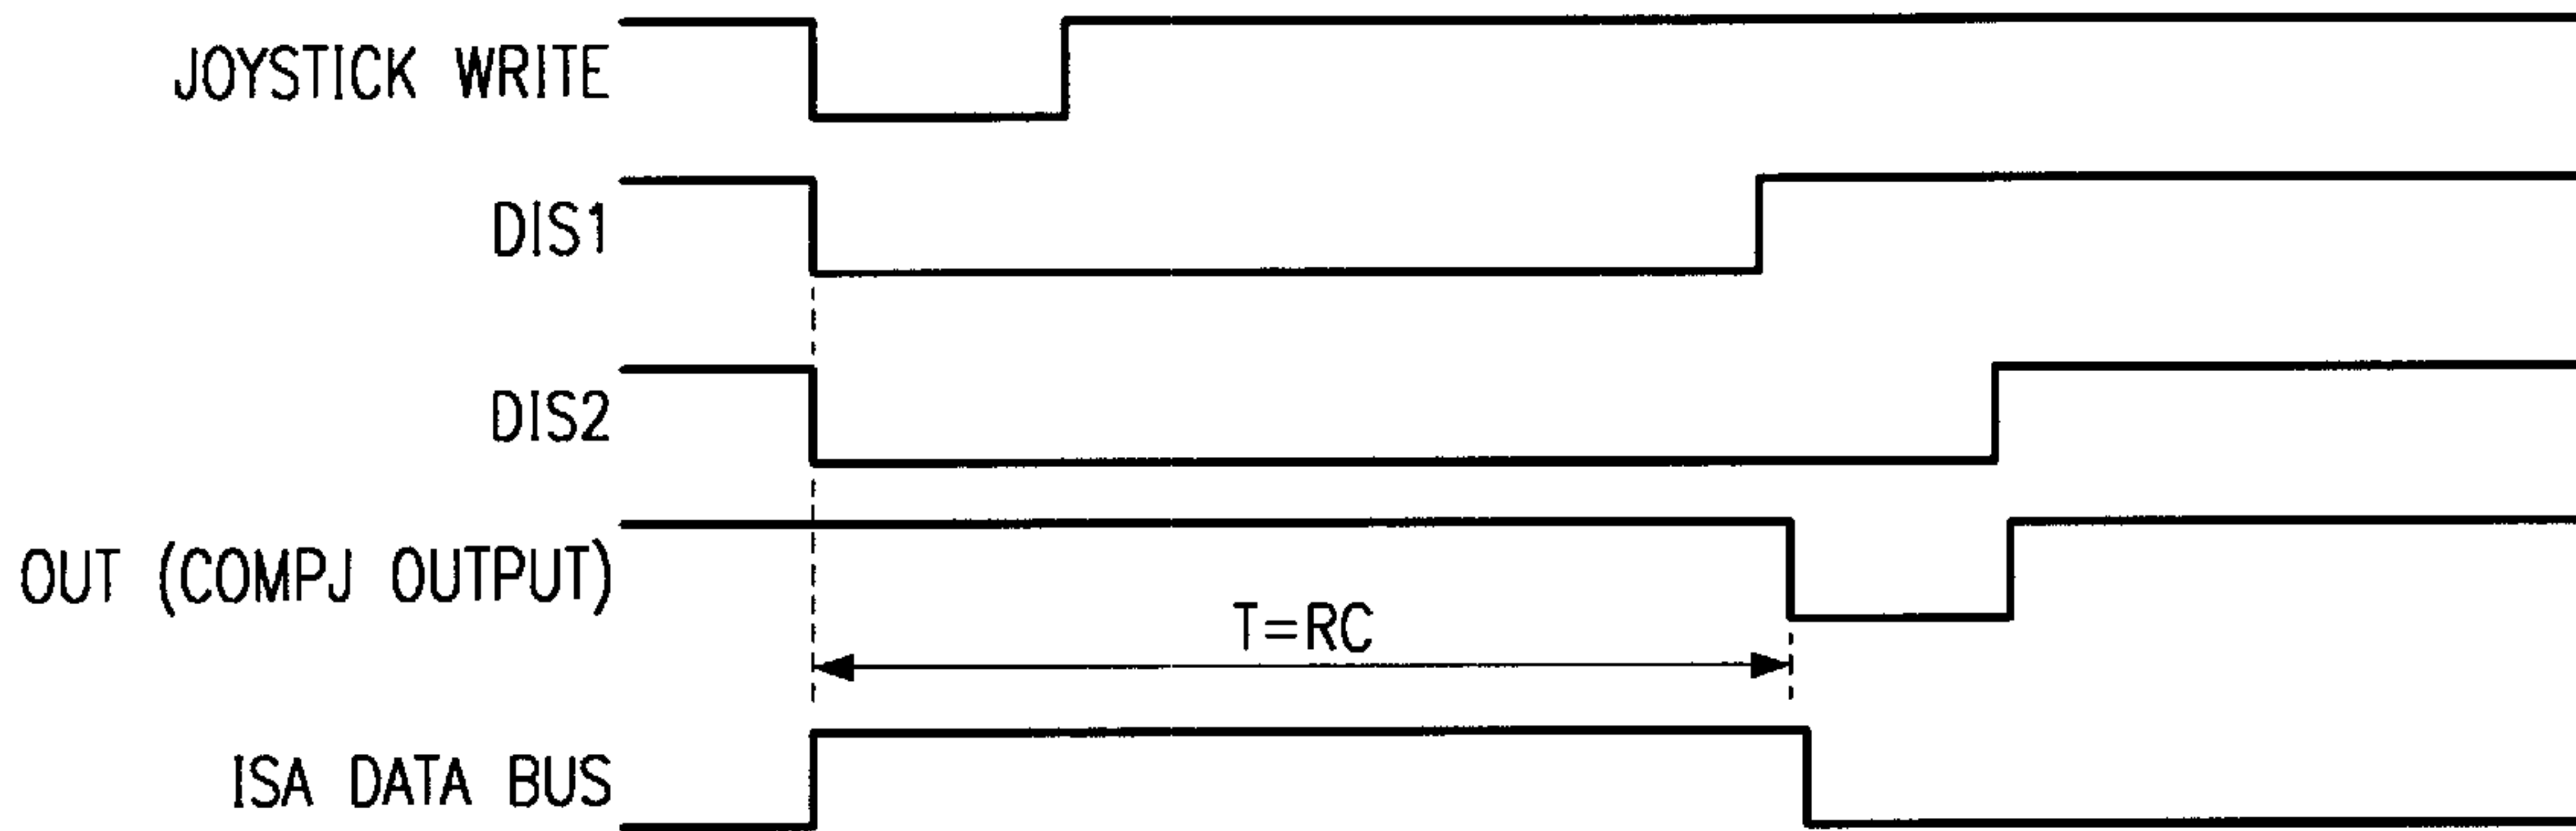 JOYSTICK WRITE
DIS1
DIS2
OUT (COMPJ OUTPUT)
T=RC
ISA DATA BUS